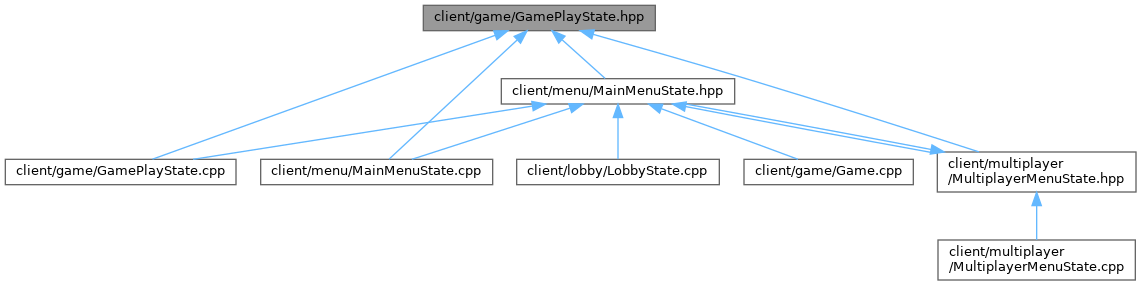 client/game/GamePlayState.hpp
client/menu/MainMenuState.hpp
client/game/GamePlayState.cpp
client/menu/MainMenuState.cpp
client/lobby/LobbyState.cpp
client/game/Game.cpp
client/multiplayer
/MultiplayerMenuState.hpp
client/multiplayer
/MultiplayerMenuState.cpp